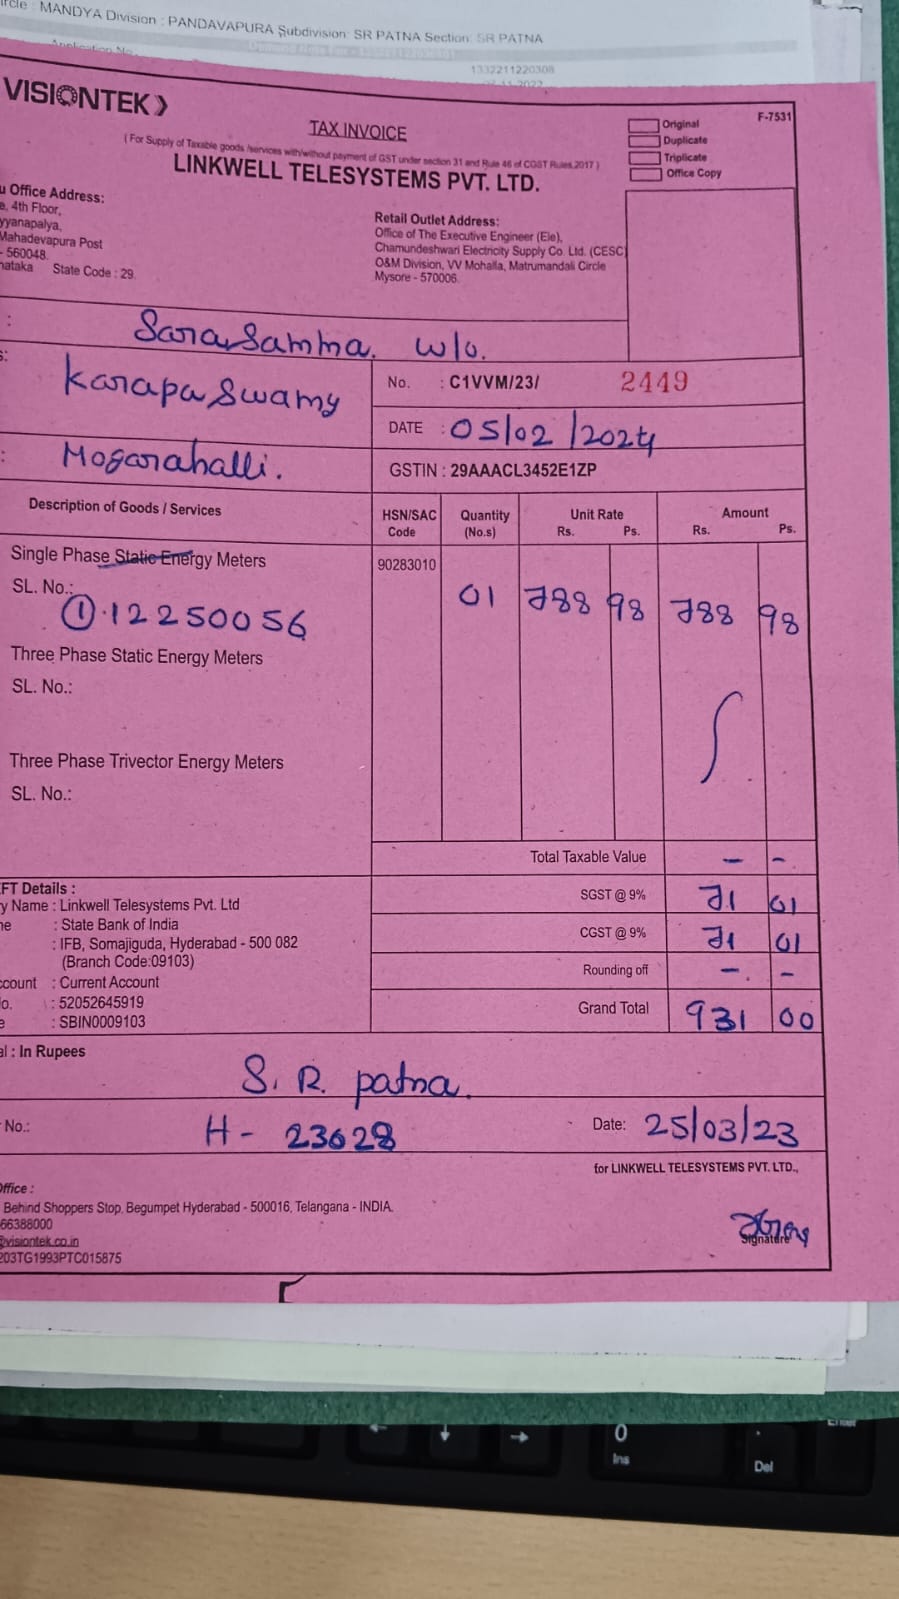 ircle : MANDYA Division : PANDAVAPURA Subdivision: SR PATNA Section: SR PATNA
Application No
1332211220308
VISIONTEK
TAX INVOICE
( For Supply of Taxable goods /services with/without payment of GST under section 31 and Rule 46 of CGST Rules,2017 )
LINKWELL TELESYSTEMS PVT. LTD.
Original
Duplicate
Triplicate
Office Copy
F-7531
u Office Address:
e, 4th Floor,
yyanapalya,
Mahadevapura Post
- 560048.
nataka State Code : 29.
Retail Outlet Address:
Office of The Executive Engineer (Ele),
Chamundeshwari Electricity Supply Co. Ltd. (CESC)
O&M Division, VV Mohalla, Matrumandali Circle
Mysore - 570006.
: Sarasamma. W/o.
s: Karapaswamy
: Mogarahalli.
No. : C1VVM/23/ 2449
DATE : 05/02/2024
GSTIN : 29AAACL3452E1ZP
Description of Goods / Services HSN/SAC Code Quantity (No.s) Unit Rate Rs. Ps. Amount Rs. Ps.
Single Phase Static Energy Meters 90283010 01 788 98 788 98
SL. No.:
① 12250056
Three Phase Static Energy Meters
SL. No.:
Three Phase Trivector Energy Meters
SL. No.:
Total Taxable Value - -
SGST @ 9% 71 01
CGST @ 9% 71 01
Rounding off - -
Grand Total 931 00
FT Details :
y Name : Linkwell Telesystems Pvt. Ltd
ne : State Bank of India
: IFB, Somajiguda, Hyderabad - 500 082
(Branch Code:09103)
ccount : Current Account
lo. : 52052645919
e : SBIN0009103
al : In Rupees
S. R. patna.
No.: H - 23628 Date: 25/03/23
for LINKWELL TELESYSTEMS PVT. LTD.,
Office :
Behind Shoppers Stop, Begumpet Hyderabad - 500016, Telangana - INDIA.
66388000
@visiontek.co.in
203TG1993PTC015875
Signature
0
Ins
.
Del